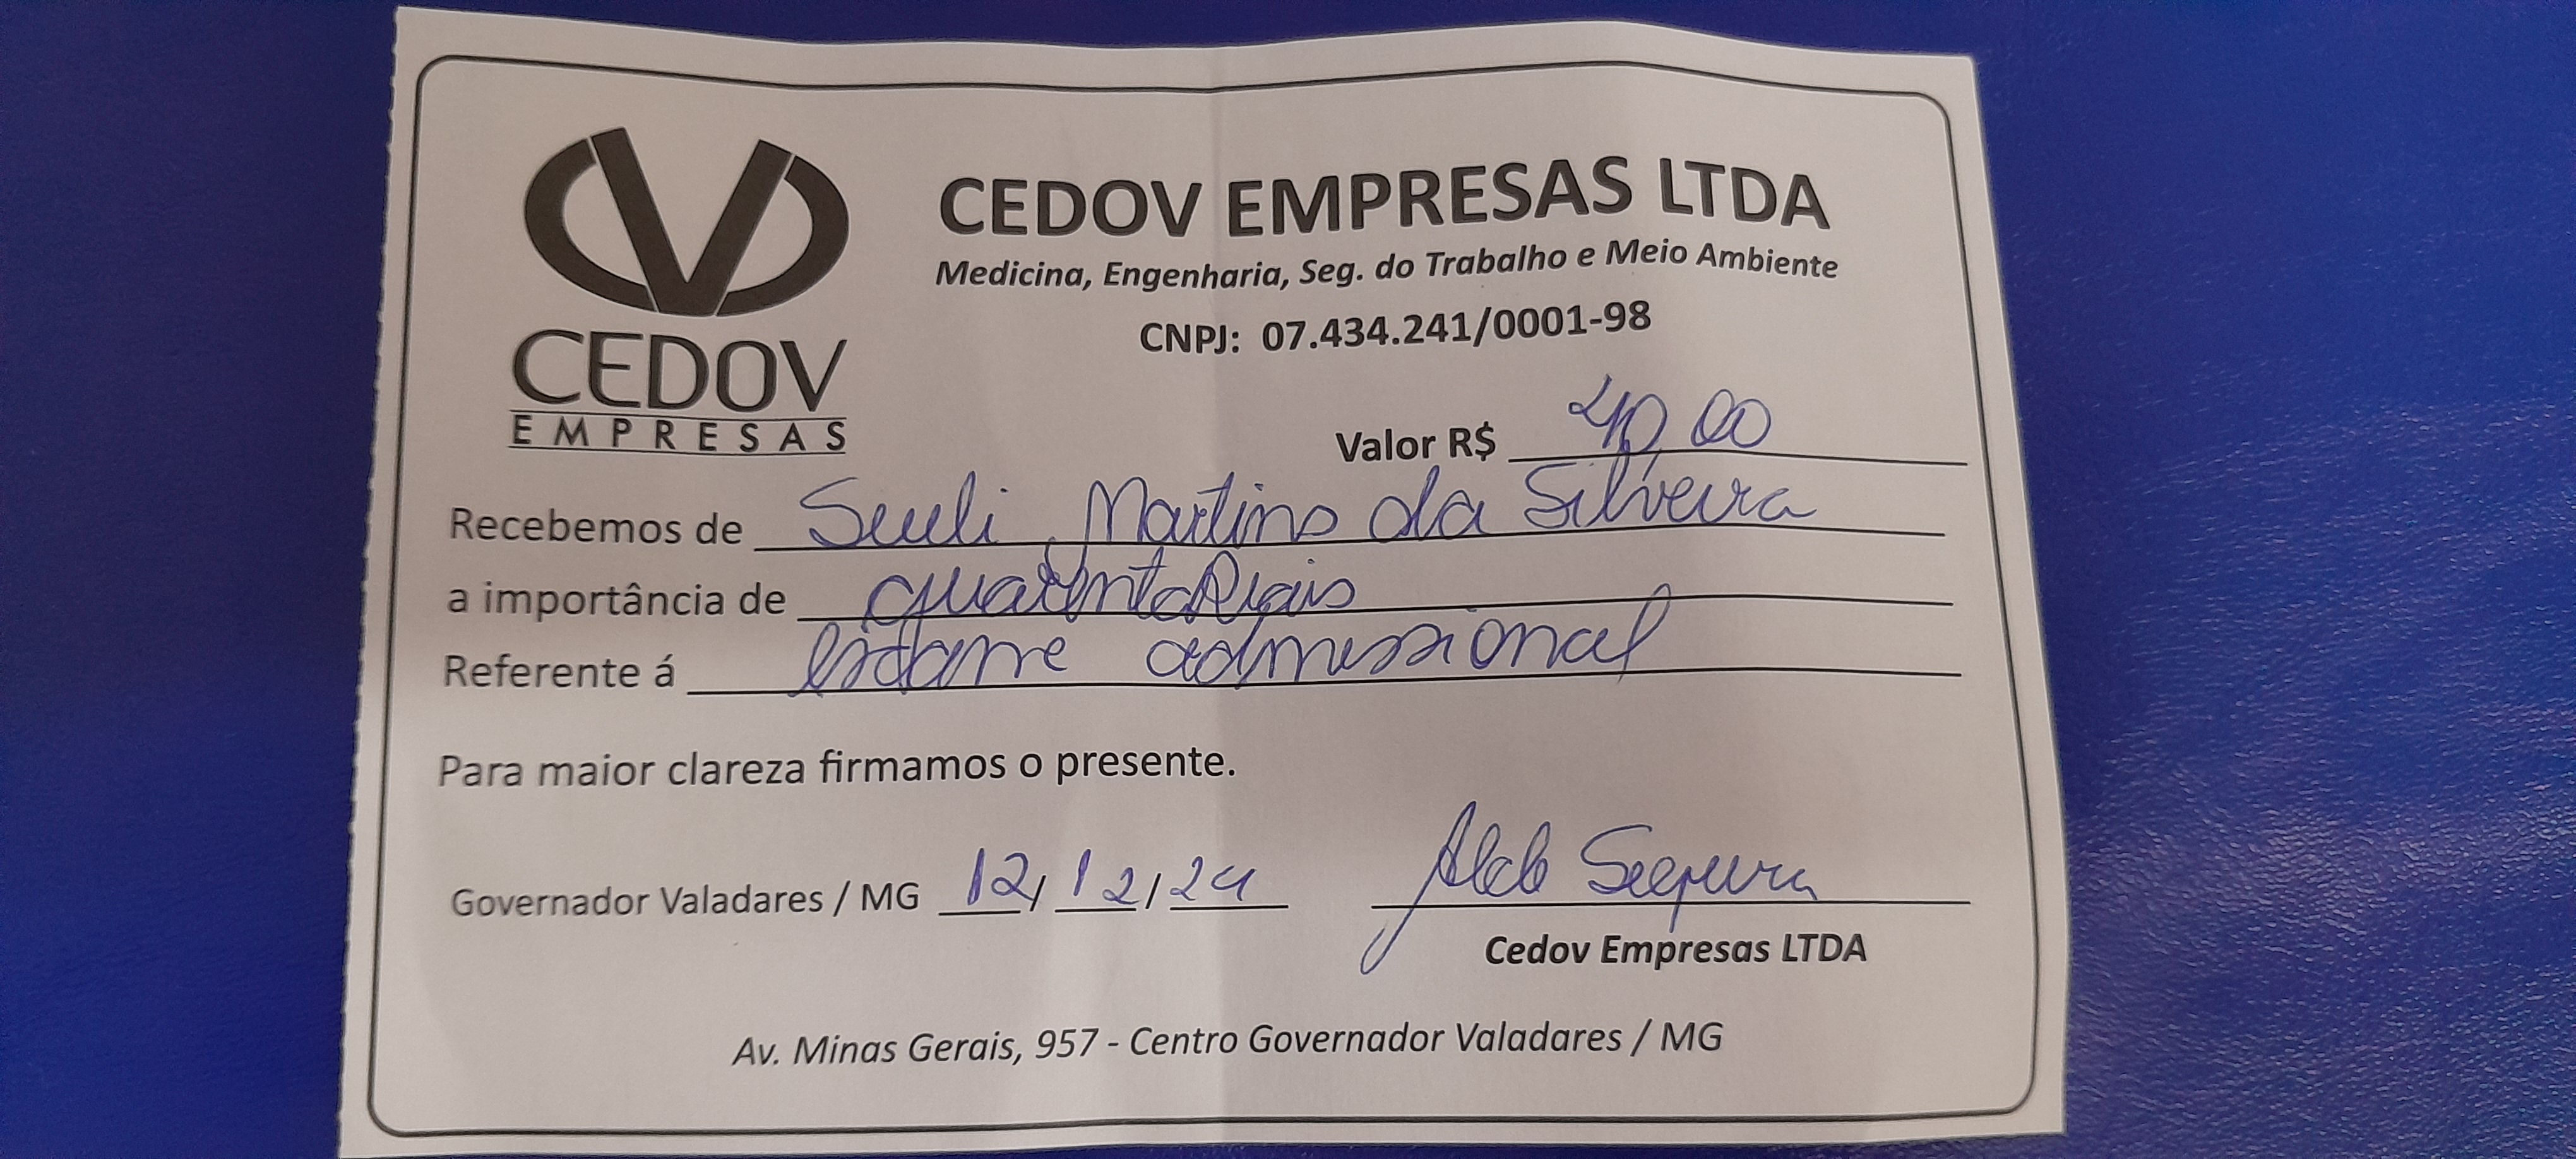 CEDOV
EMPRESAS
CEDOV EMPRESAS LTDA
Medicina, Engenharia, Seg. do Trabalho e Meio Ambiente
CNPJ: 07.434.241/0001-98
Valor R$ 40 00
Recebemos de Sueli Martins da Silveira
a importância de quarenta Reais
Referente á Exame admissional
Para maior clareza firmamos o presente.
Governador Valadares / MG 12/12/24
Cedov Empresas LTDA
Av. Minas Gerais, 957 - Centro Governador Valadares / MG